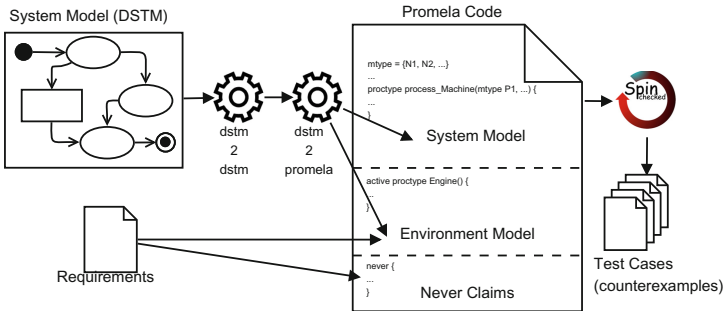 System Model (DSTM)
Promela Code
mtype = {N1, N2, ...}
...
proctype process_Machine(mtype P1, ...) {
...
}
System Model
Spin
checked
dstm
2
dstm
dstm
2
promela
active proctype Engine() {
...
}
Environment Model
Requirements
never {
...
}
Never Claims
Test Cases
(counterexamples)